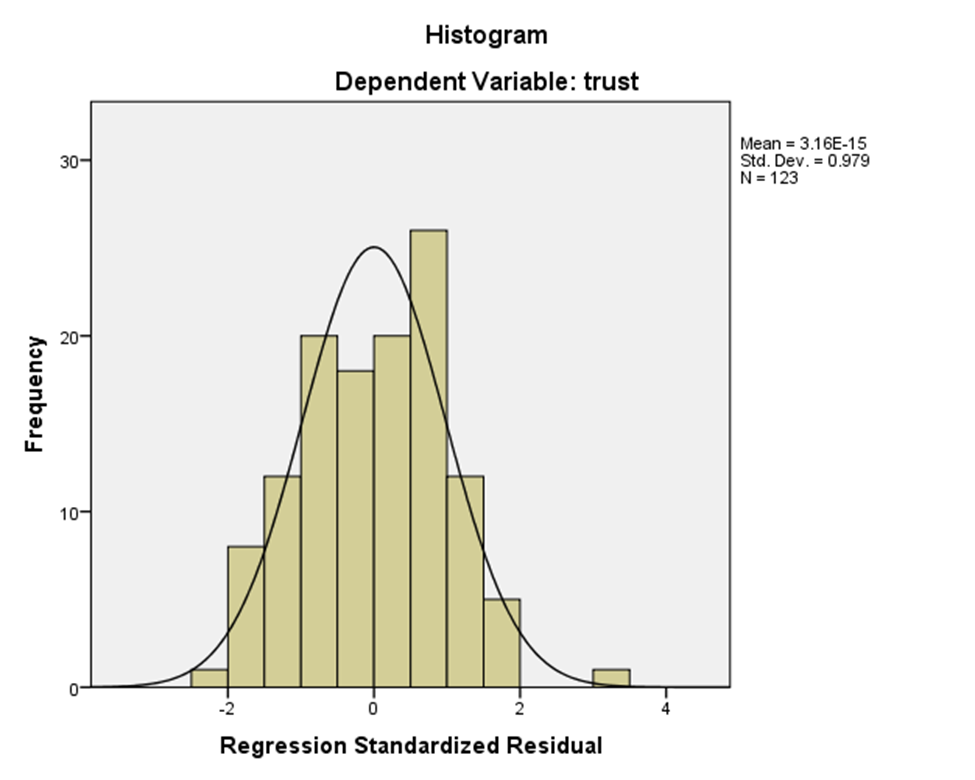 Histogram
Dependent Variable: trust
Mean = 3.16E-15
Std. Dev. = 0.979
N = 123
30
20
10
0
Frequency
-2
0
2
4
Regression Standardized Residual